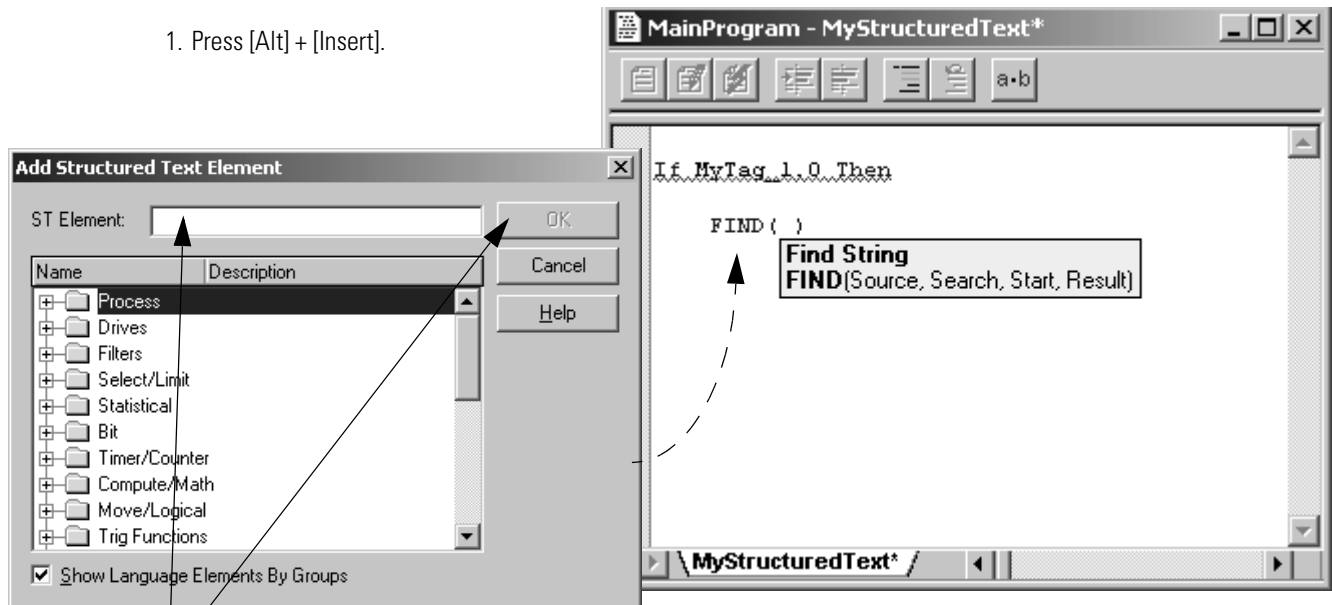 1. Press [Alt] + [Insert].
MainProgram - MyStructuredText*
a•b
If MyTag_1.0 Then
FIND( )
Find String
FIND(Source, Search, Start, Result)
MyStructuredText*
Add Structured Text Element
ST Element:
OK
Cancel
Help
Name Description
Process
Drives
Filters
Select/Limit
Statistical
Bit
Timer/Counter
Compute/Math
Move/Logical
Trig Functions
Show Language Elements By Groups